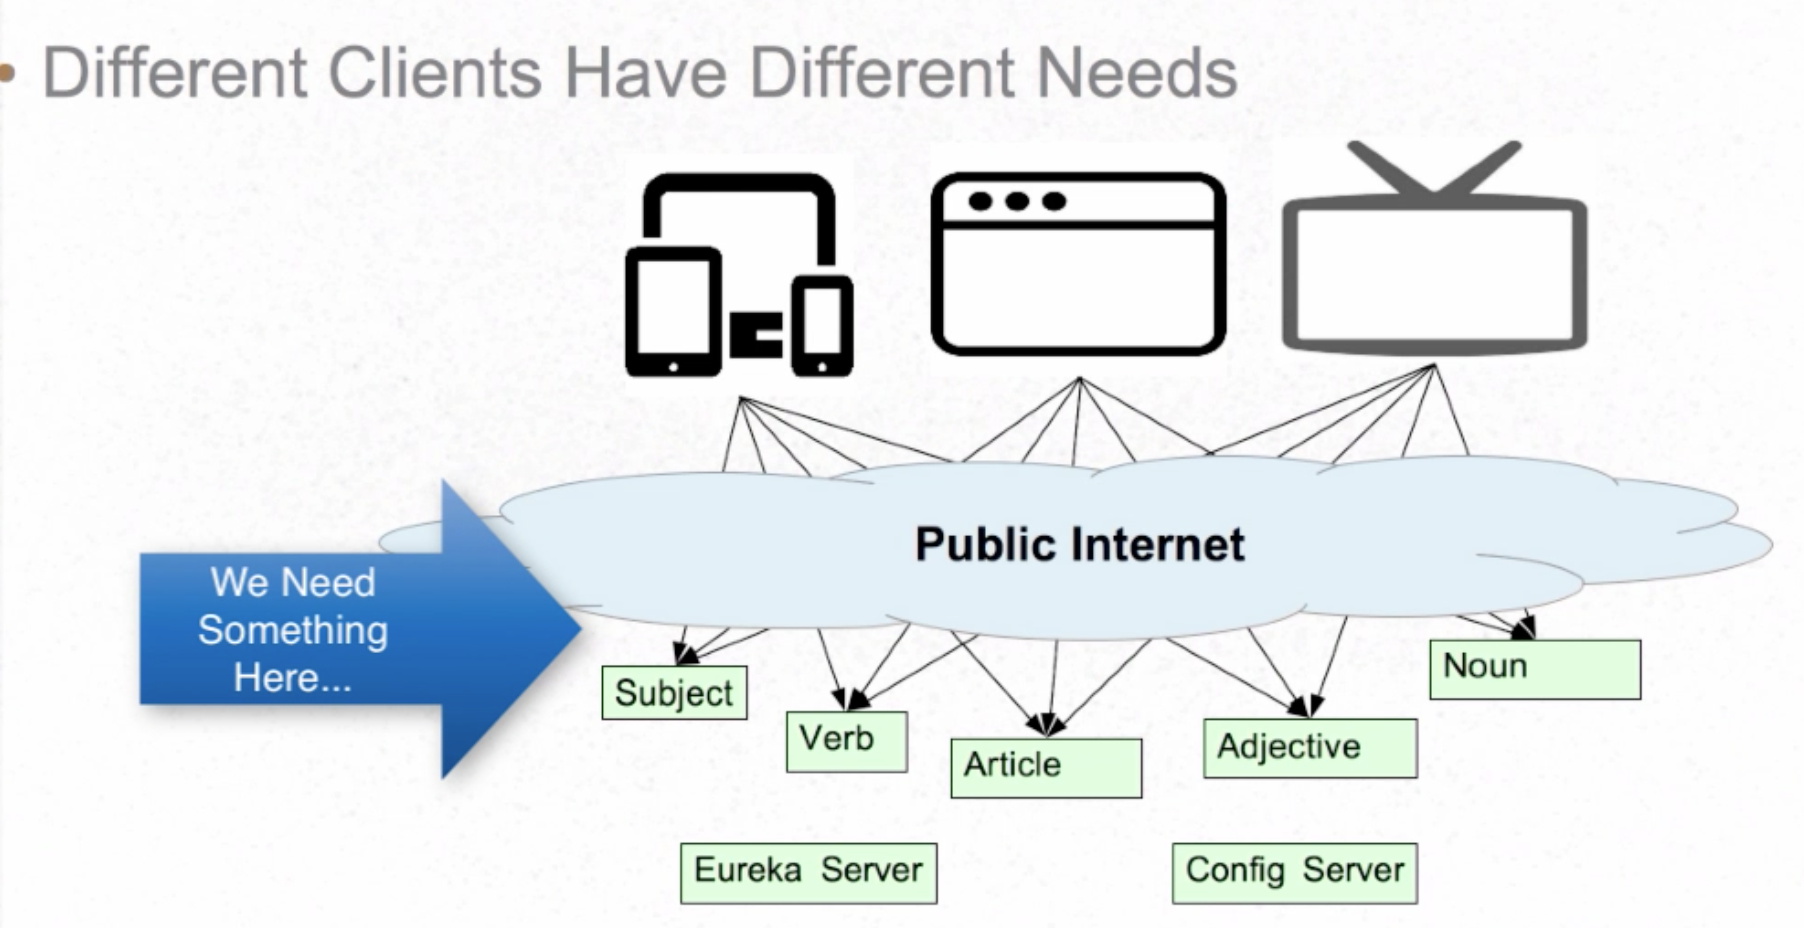 Different Clients Have Different Needs
Public Internet
We Need
Something
Here...
Subject
Verb
Article
Adjective
Noun
Eureka Server
Config Server